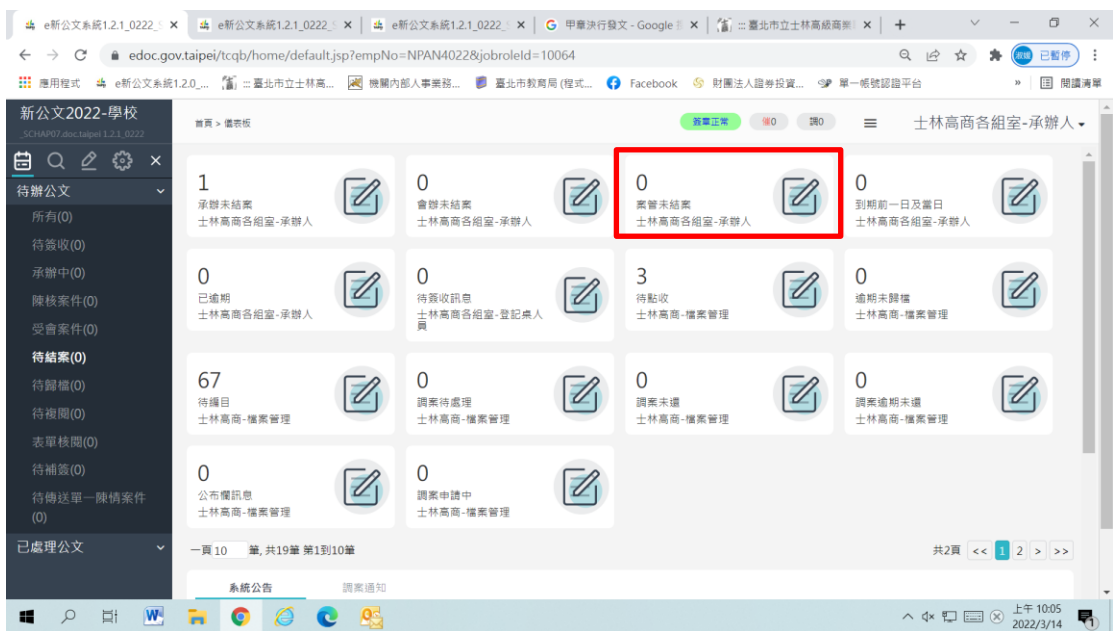 e新公文系統1.2.1_0222_S
e新公文系統1.2.1_0222_S
e新公文系統1.2.1_0222_S
甲章決行發文 - Google
::: 臺北市立士林高級商
edoc.gov.taipei/tcqb/home/default.jsp?empNo=NPAN4022&jobroleId=10064
已暫停
應用程式
e新公文系統1.2.0_...
::: 臺北市立士林高...
機關內部人事業務...
臺北市教育局(程式...
Facebook
財團法人證券投資...
單一帳號認證平台
»
閱讀清單
新公文2022-學校
_SCHAP07.doc.taipei 1.2.1_0222
首頁 > 儀表板
簽章正常
催0
調0
士林高商各組室-承辦人
待辦公文
所有(0)
待簽收(0)
承辦中(0)
陳核案件(0)
受會案件(0)
待結案(0)
待歸檔(0)
待複閱(0)
表單核閱(0)
待補簽(0)
待傳送單一陳情案件
(0)
已處理公文
1
承辦未結案
士林高商各組室-承辦人
0
會辦未結案
士林高商各組室-承辦人
0
案管未結案
士林高商各組室-承辦人
0
到期前一日及當日
士林高商各組室-承辦人
0
已逾期
士林高商各組室-承辦人
0
待簽收訊息
士林高商各組室-登記桌人
員
3
待點收
士林高商-檔案管理
0
逾期未歸檔
士林高商-檔案管理
67
待編目
士林高商-檔案管理
0
調案待處理
士林高商-檔案管理
0
調案未還
士林高商-檔案管理
0
調案逾期未還
士林高商-檔案管理
0
公布欄訊息
士林高商-檔案管理
0
調案申請中
士林高商-檔案管理
一頁 10 筆, 共19筆 第1到10筆
共2頁 << 1 2 > >>
系統公告
調案通知
上午 10:05
2022/3/14